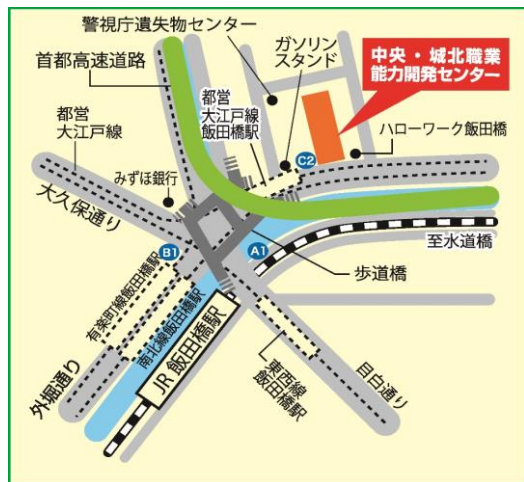 警視庁遺失物センター
首都高速道路
ガソリン
スタンド
中央・城北職業
能力開発センター
都営
大江戸線
都営
大江戸線
飯田橋駅
C2
ハローワーク飯田橋
みずほ銀行
大久保通り
B1
A1
至水道橋
歩道橋
有楽町線飯田橋駅
南北線飯田橋駅
JR 飯田橋駅
東西線
飯田橋駅
外堀通り
目白通り